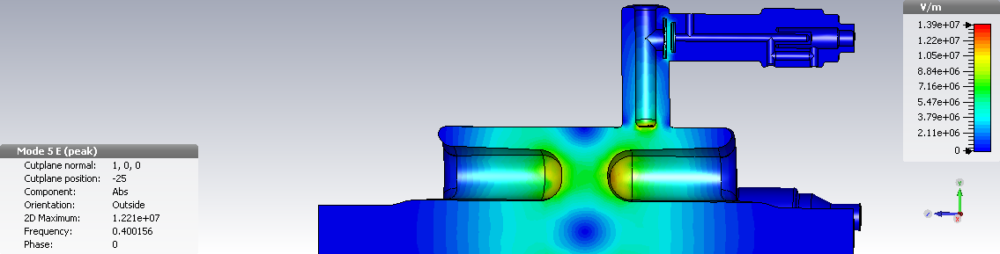 V/m
1.39e+07
1.22e+07
1.05e+07
8.84e+06
7.16e+06
5.47e+06
3.79e+06
2.11e+06
0
Mode 5 E (peak)
Cutplane normal: 1, 0, 0
Cutplane position: -25
Component: Abs
Orientation: Outside
2D Maximum: 1.221e+07
Frequency: 0.400156
Phase: 0
Y
Z
X